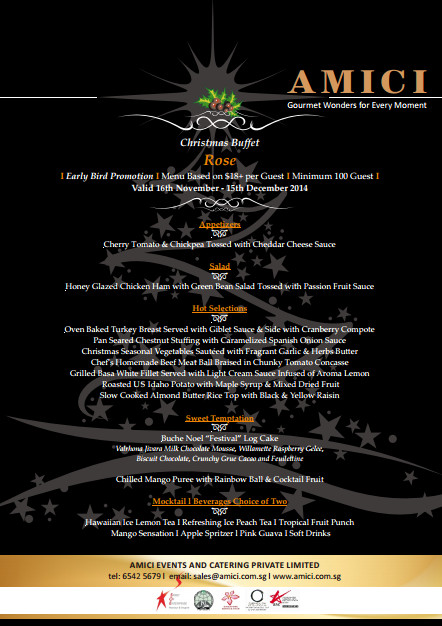 AMICI
Gourmet Wonders for Every Moment
Christmas Buffet
Rose
I Early Bird Promotion I Menu Based on $18+ per Guest I Minimum 100 Guest I
Valid 16th November - 15th December 2014
Appetizers
Cherry Tomato & Chickpea Tossed with Cheddar Cheese Sauce
Salad
Honey Glazed Chicken Ham with Green Bean Salad Tossed with Passion Fruit Sauce
Hot Selections
Oven Baked Turkey Breast Served with Giblet Sauce & Side with Cranberry Compote
Pan Seared Chestnut Stuffing with Caramelized Spanish Onion Sauce
Christmas Seasonal Vegetables Sautéed with Fragrant Garlic & Herbs Butter
Chef's Homemade Beef Meat Ball Braised in Chunky Tomato Concasse
Grilled Basa White Fillet Served with Light Cream Sauce Infused of Aroma Lemon
Roasted US Idaho Potato with Maple Syrup & Mixed Dried Fruit
Slow Cooked Almond Butter Rice Top with Black & Yellow Raisin
Sweet Temptation
Buche Noel "Festival" Log Cake
Valrhona Jivara Milk Chocolate Mousse, Willamette Raspberry Gelee,
Biscuit Chocolate, Crunchy Grue Cacao and Feuilettine
Chilled Mango Puree with Rainbow Ball & Cocktail Fruit
Mocktail I Beverages Choice of Two
Hawaiian Ice Lemon Tea I Refreshing Ice Peach Tea I Tropical Fruit Punch
Mango Sensation I Apple Spritzer I Pink Guava I Soft Drinks
AMICI EVENTS AND CATERING PRIVATE LIMITED
tel: 6542 5679 I email: sales@amici.com.sg I www.amici.com.sg